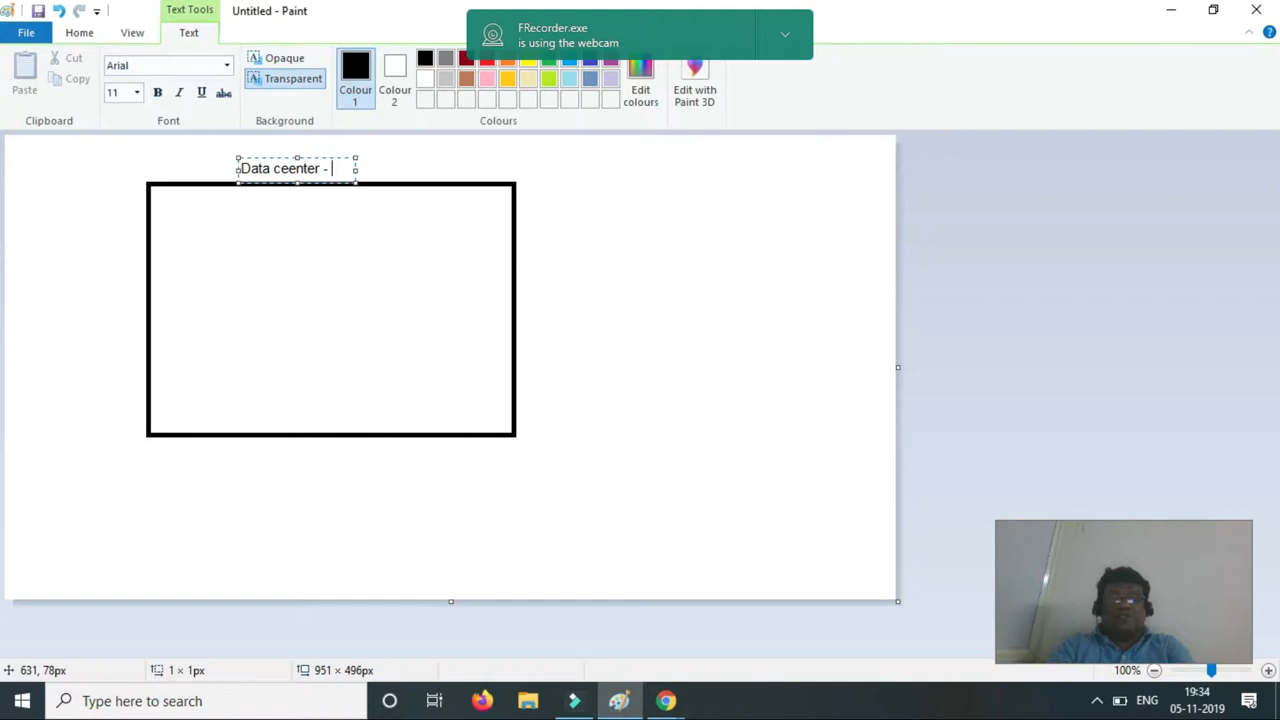 Text Tools
Untitled - Paint
File
Home
View
Text
FRecorder.exe
is using the webcam
Paste
Cut
Copy
Clipboard
Arial
11
B
I
U
abc
Font
Opaque
Transparent
Background
Colour
1
Colour
2
Edit
colours
Colours
Edit with
Paint 3D
Data ceenter -
631, 78px
1 × 1px
951 × 496px
100%
Type here to search
ENG
19:34
05-11-2019